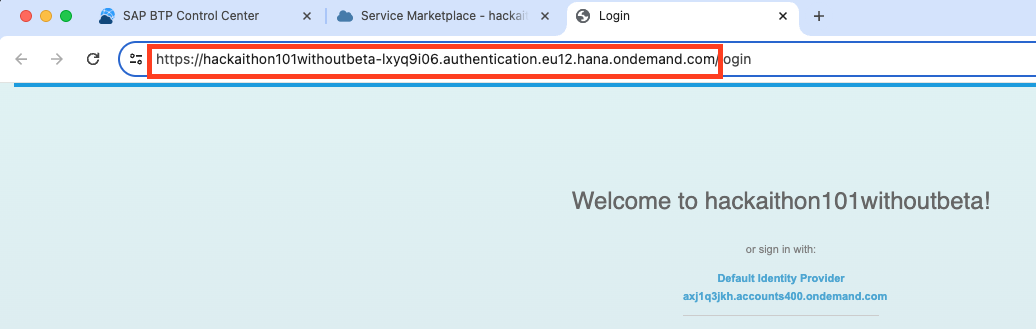 SAP BTP Control Center
Service Marketplace - hackait
Login
https://hackaithon101withoutbeta-lxyq9i06.authentication.eu12.hana.ondemand.com/login
Welcome to hackaithon101withoutbeta!
or sign in with:
Default Identity Provider
axj1q3jkh.accounts400.ondemand.com